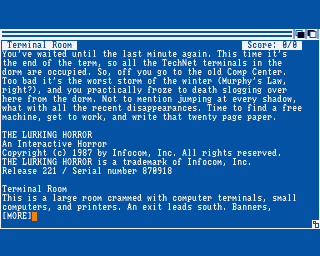 Terminal Room Score: 0/0
You've waited until the last minute again. This time it's
the end of the term, so all the TechNet terminals in the
dorm are occupied. So, off you go to the old Comp Center.
Too bad it's the worst storm of the winter (Murphy's Law,
right?), and you practically froze to death slogging over
here from the dorm. Not to mention jumping at every shadow,
what with all the recent disappearances. Time to find a free
machine, get to work, and write that twenty page paper.
THE LURKING HORROR
An Interactive Horror
Copyright (c) 1987 by Infocom, Inc. All rights reserved.
THE LURKING HORROR is a trademark of Infocom, Inc.
Release 221 / Serial number 870918
Terminal Room
This is a large room crammed with computer terminals, small
computers, and printers. An exit leads south. Banners,
[MORE]